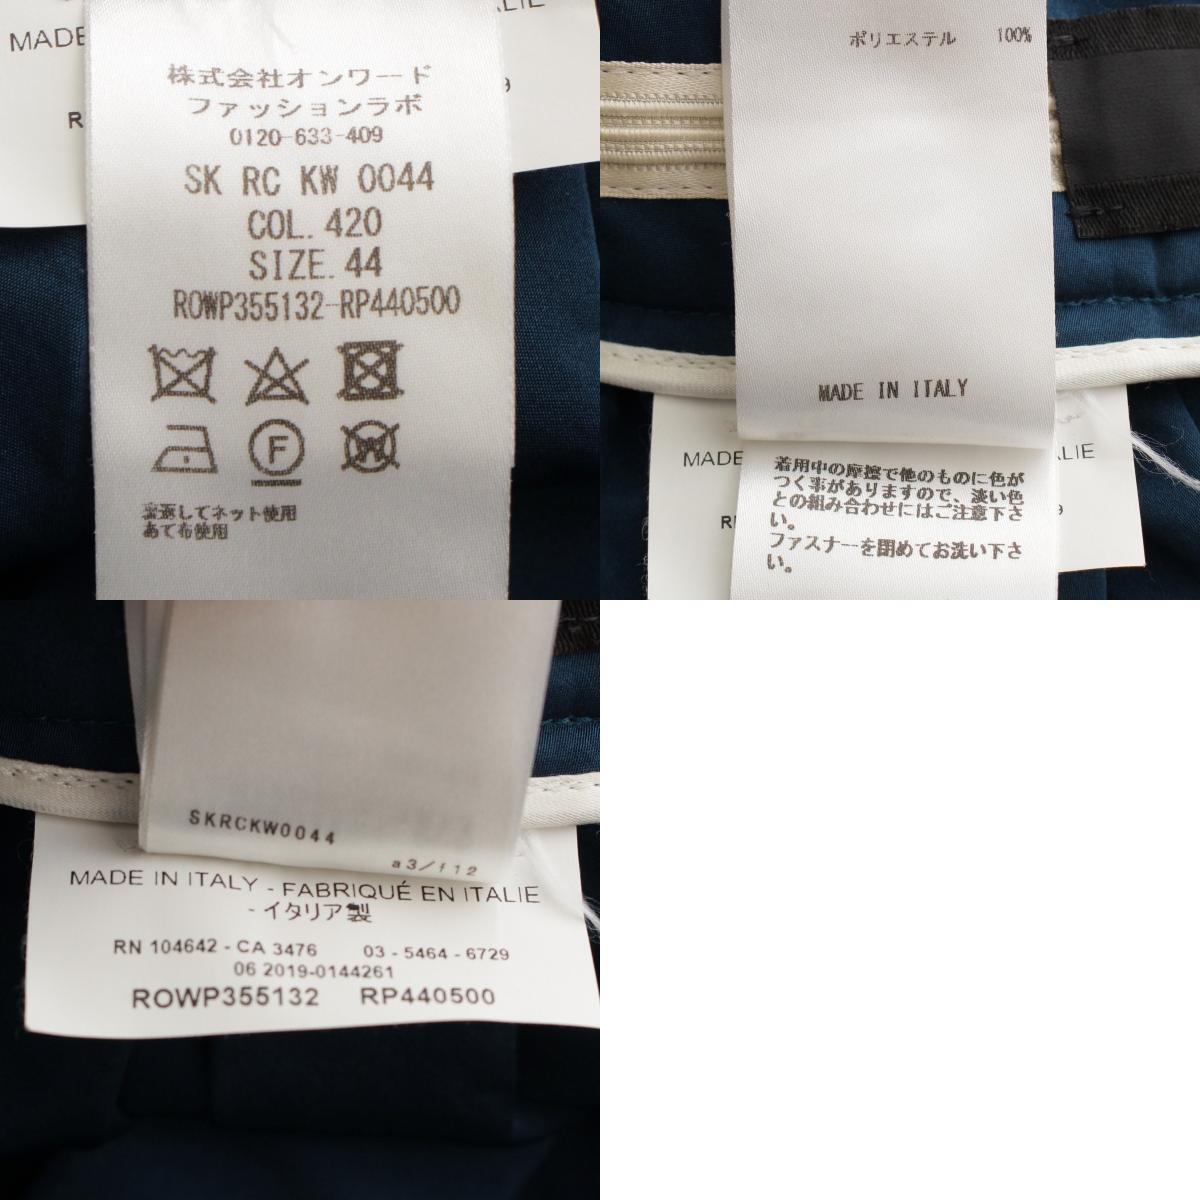 MADE
ALIE
9
R
株式会社オンワード
ファッションラボ
0120-633-409
SK RC KW 0044
COL. 420
SIZE. 44
ROWP355132-RP440500
F
W
裏返してネット使用
あて布使用
ポリエステル 100%
MADE IN ITALY
MADE
ALIE
9
着用中の摩擦で他のものに色が
つく事がありますので、淡い色
との組み合わせにはご注意下さ
い。
ファスナーを閉めてお洗い下さ
い。
SKRCKW0044
a3/f12
MADE IN ITALY - FABRIQUÉ EN ITALIE
- イタリア製
RN 104642 - CA 3476 03 - 5464 - 6729
06 2019-0144261
ROWP355132 RP440500